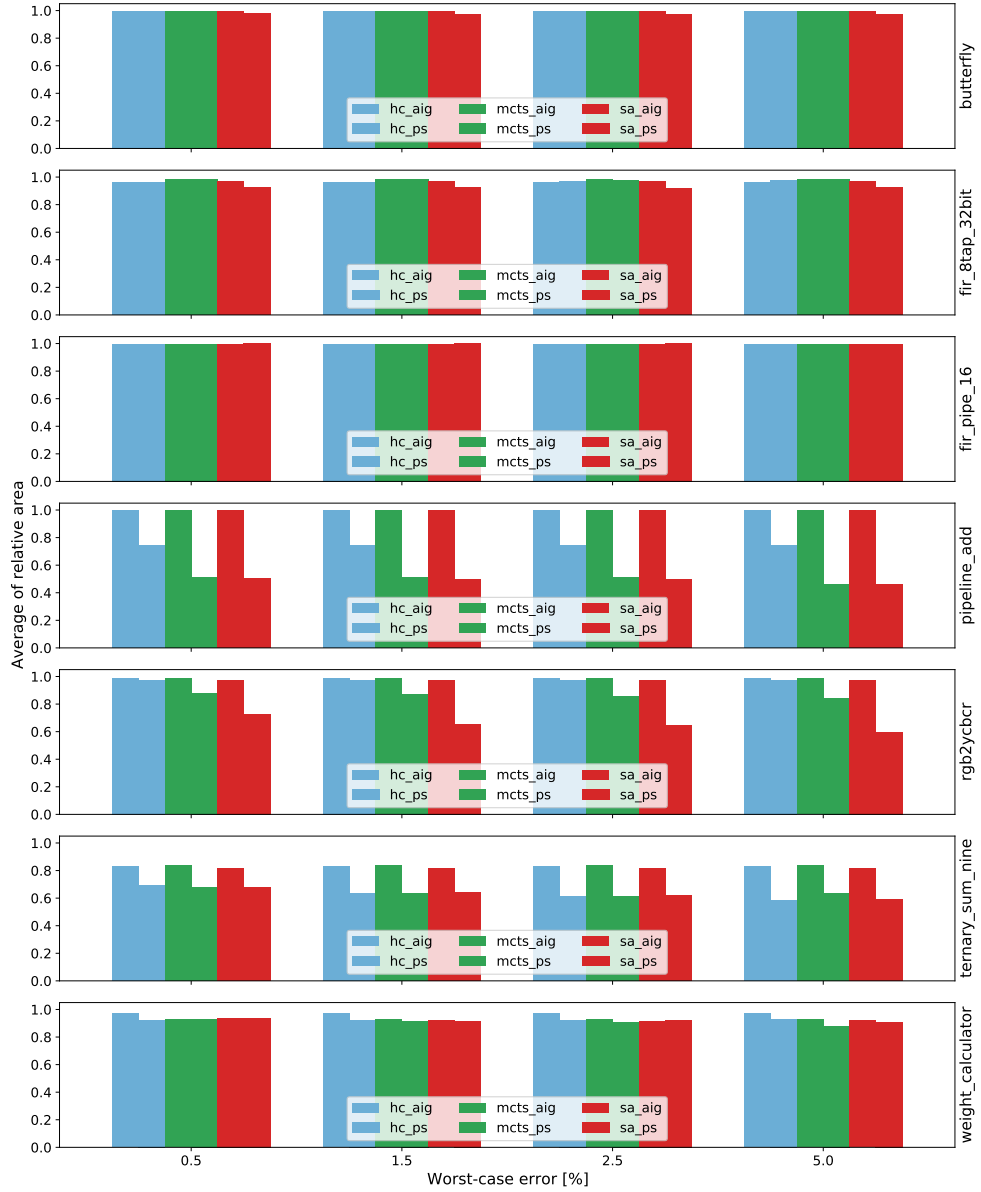 1.0
0.8
0.6
0.4
0.2
0.0
hc_aig mcts_aig sa_aig
hc_ps mcts_ps sa_ps
butterfly
1.0
0.8
0.6
0.4
0.2
0.0
hc_aig mcts_aig sa_aig
hc_ps mcts_ps sa_ps
fir_8tap_32bit
1.0
0.8
0.6
0.4
0.2
0.0
hc_aig mcts_aig sa_aig
hc_ps mcts_ps sa_ps
fir_pipe_16
Average of relative area
1.0
0.8
0.6
0.4
0.2
0.0
hc_aig mcts_aig sa_aig
hc_ps mcts_ps sa_ps
pipeline_add
1.0
0.8
0.6
0.4
0.2
0.0
hc_aig mcts_aig sa_aig
hc_ps mcts_ps sa_ps
rgb2ycbcr
1.0
0.8
0.6
0.4
0.2
0.0
hc_aig mcts_aig sa_aig
hc_ps mcts_ps sa_ps
ternary_sum_nine
1.0
0.8
0.6
0.4
0.2
0.0
hc_aig mcts_aig sa_aig
hc_ps mcts_ps sa_ps
weight_calculator
0.5 1.5 2.5 5.0
Worst-case error [%]